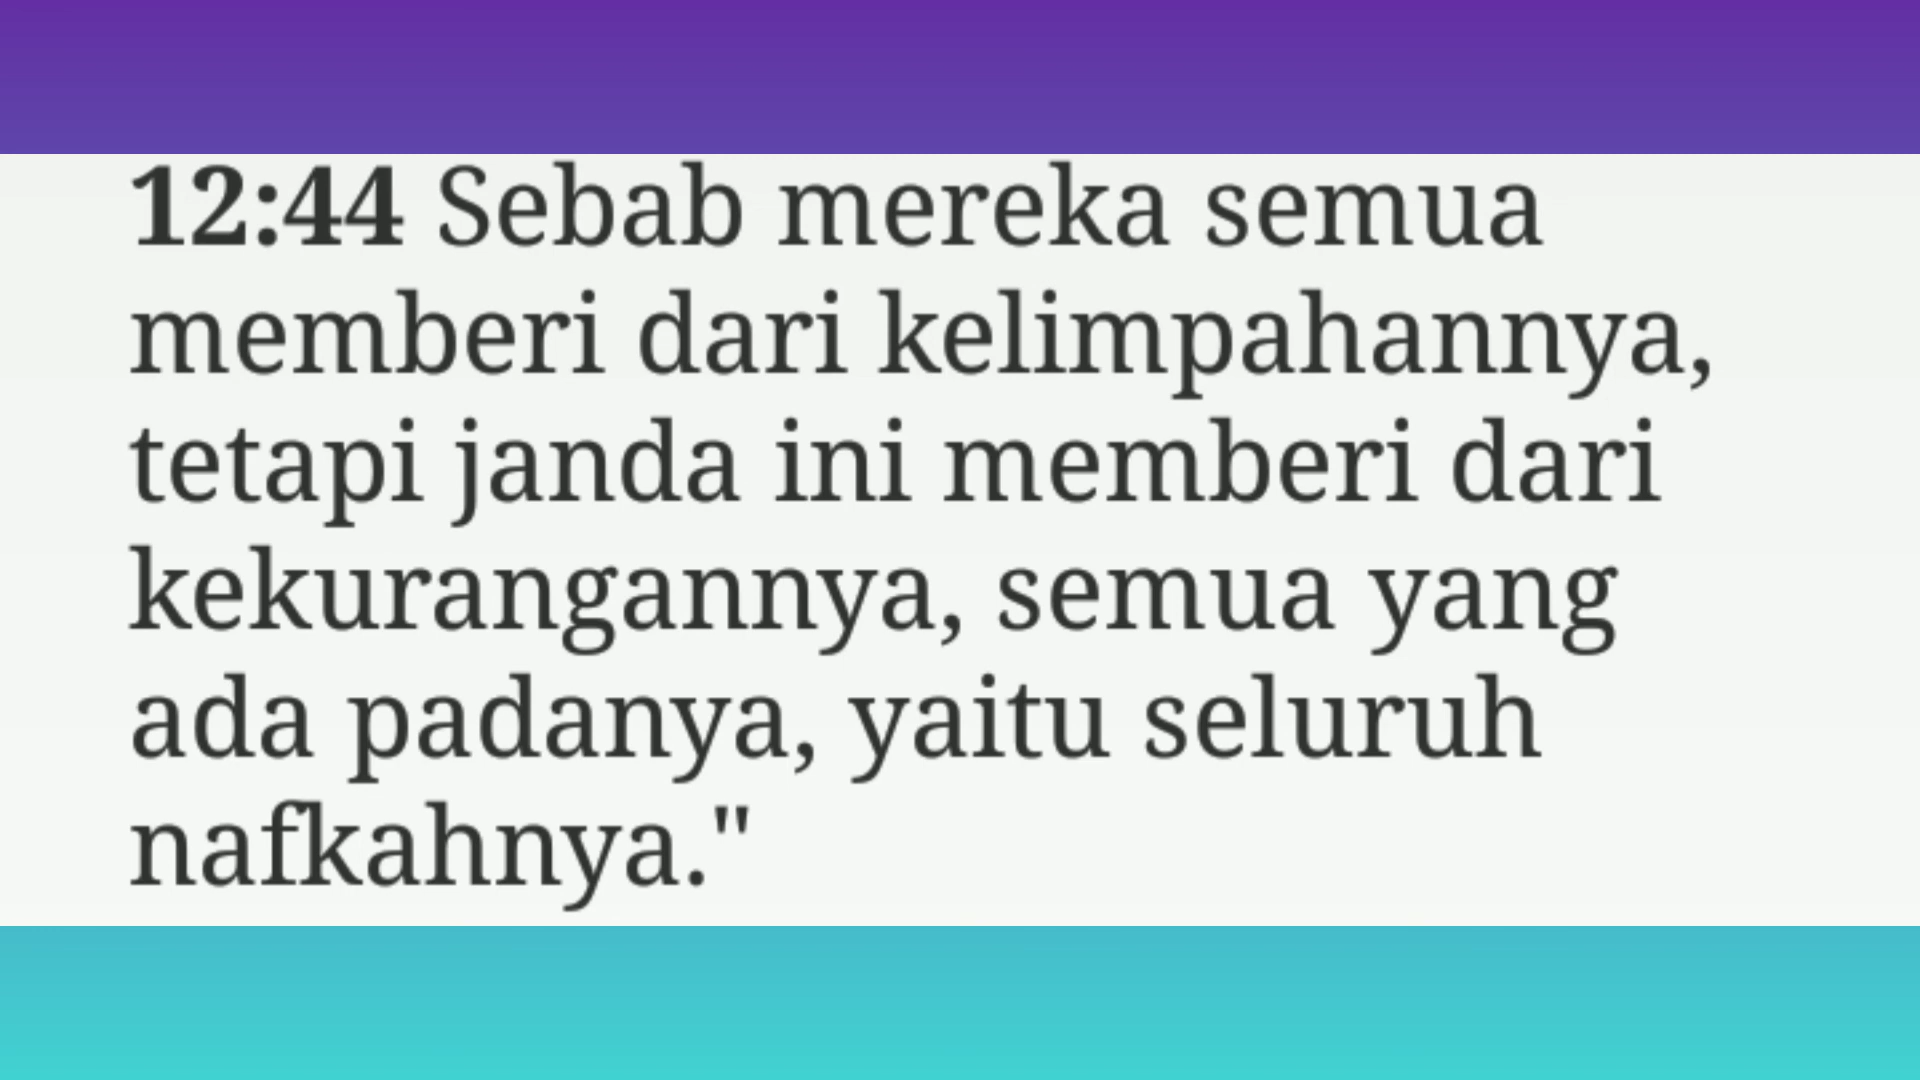 12:44 Sebab mereka semua
memberi dari kelimpahannya,
tetapi janda ini memberi dari
kekurangannya, semua yang
ada padanya, yaitu seluruh
nafkahnya."